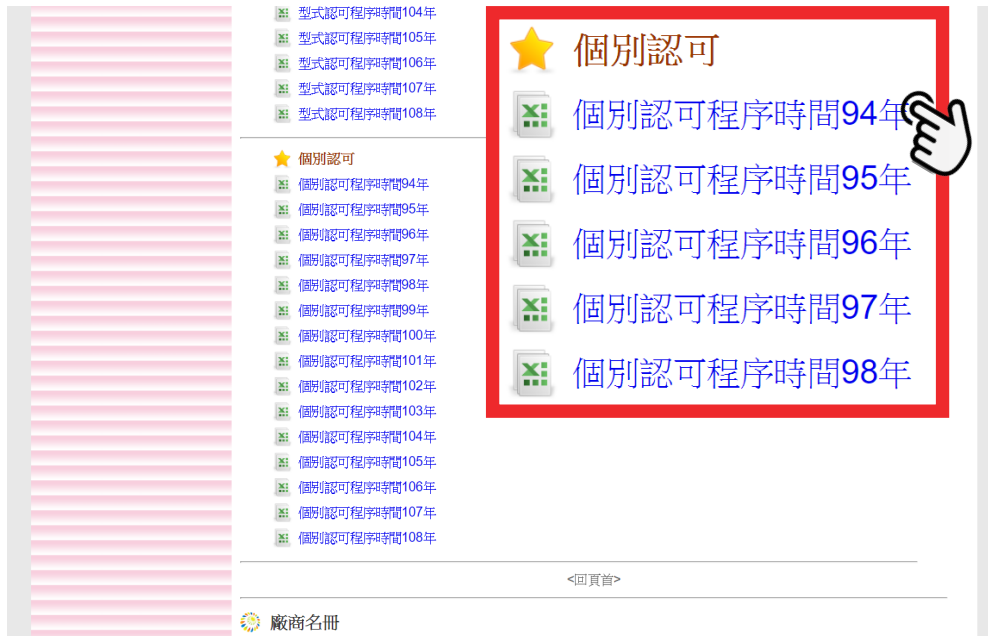 型式認可程序時間104年
型式認可程序時間105年
型式認可程序時間106年
型式認可程序時間107年
型式認可程序時間108年
個別認可
個別認可程序時間94年
個別認可程序時間95年
個別認可程序時間96年
個別認可程序時間97年
個別認可程序時間98年
個別認可程序時間99年
個別認可程序時間100年
個別認可程序時間101年
個別認可程序時間102年
個別認可程序時間103年
個別認可程序時間104年
個別認可程序時間105年
個別認可程序時間106年
個別認可程序時間107年
個別認可程序時間108年
個別認可
個別認可程序時間94年
個別認可程序時間95年
個別認可程序時間96年
個別認可程序時間97年
個別認可程序時間98年
<回頁首>
廠商名冊